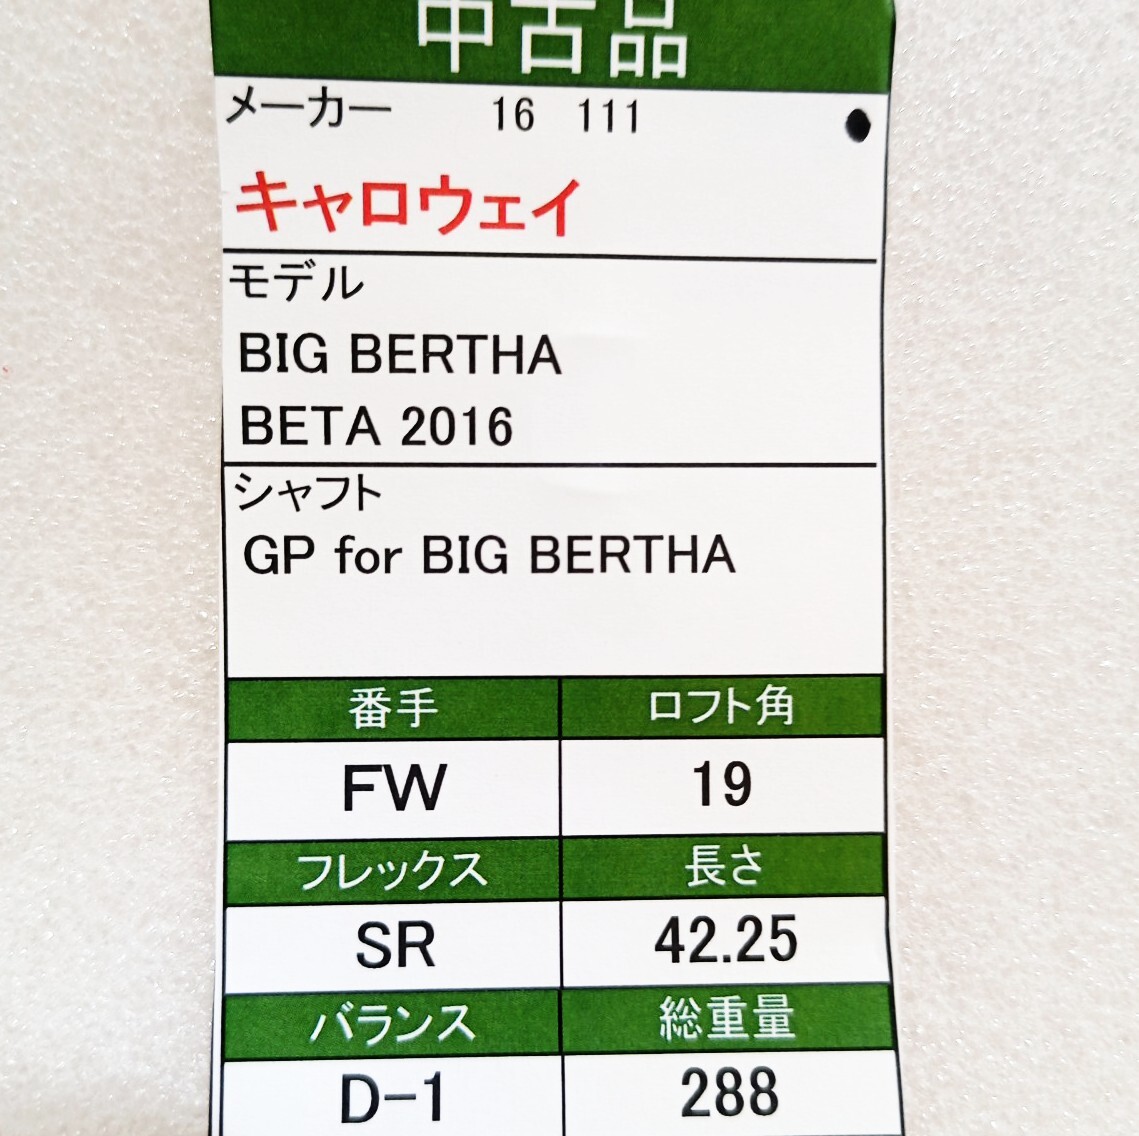 中古品
メーカー 16 111
キャロウェイ
モデル
BIG BERTHA
BETA 2016
シャフト
GP for BIG BERTHA
番手 ロフト角
FW 19
フレックス 長さ
SR 42.25
バランス 総重量
D-1 288